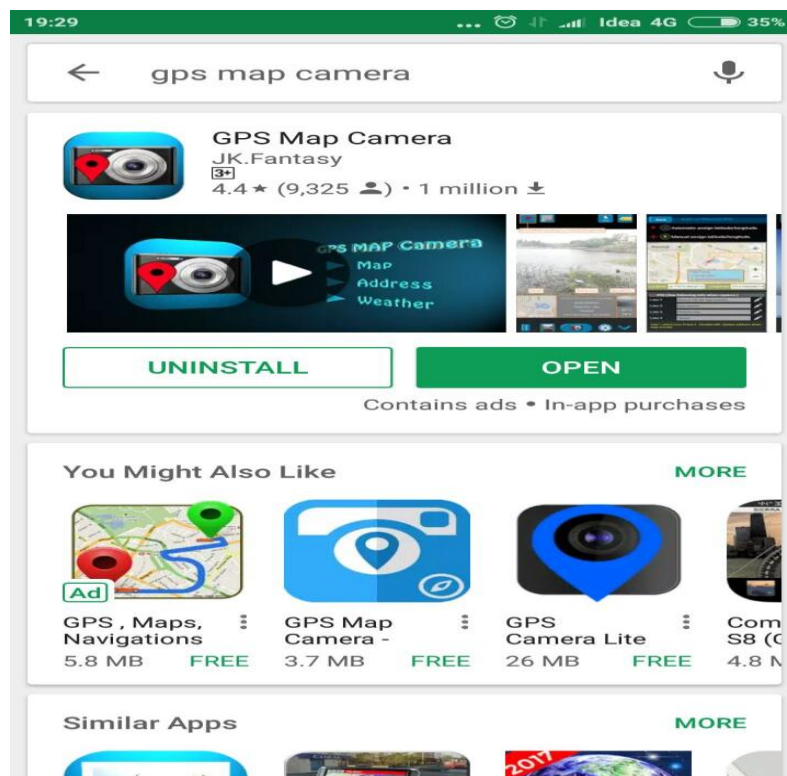 19:29
... Idea 4G 35%
gps map camera
GPS Map Camera
JK.Fantasy
3+
4.4★ (9,325 ) • 1 million
GPS MAP Camera
Map
Address
Weather
UNINSTALL
OPEN
Contains ads • In-app purchases
You Might Also Like
MORE
Ad
GPS , Maps,
Navigations
5.8 MB FREE
GPS Map
Camera -
3.7 MB FREE
GPS
Camera Lite
26 MB FREE
Com
S8 (G
4.8 M
Similar Apps
MORE
2017